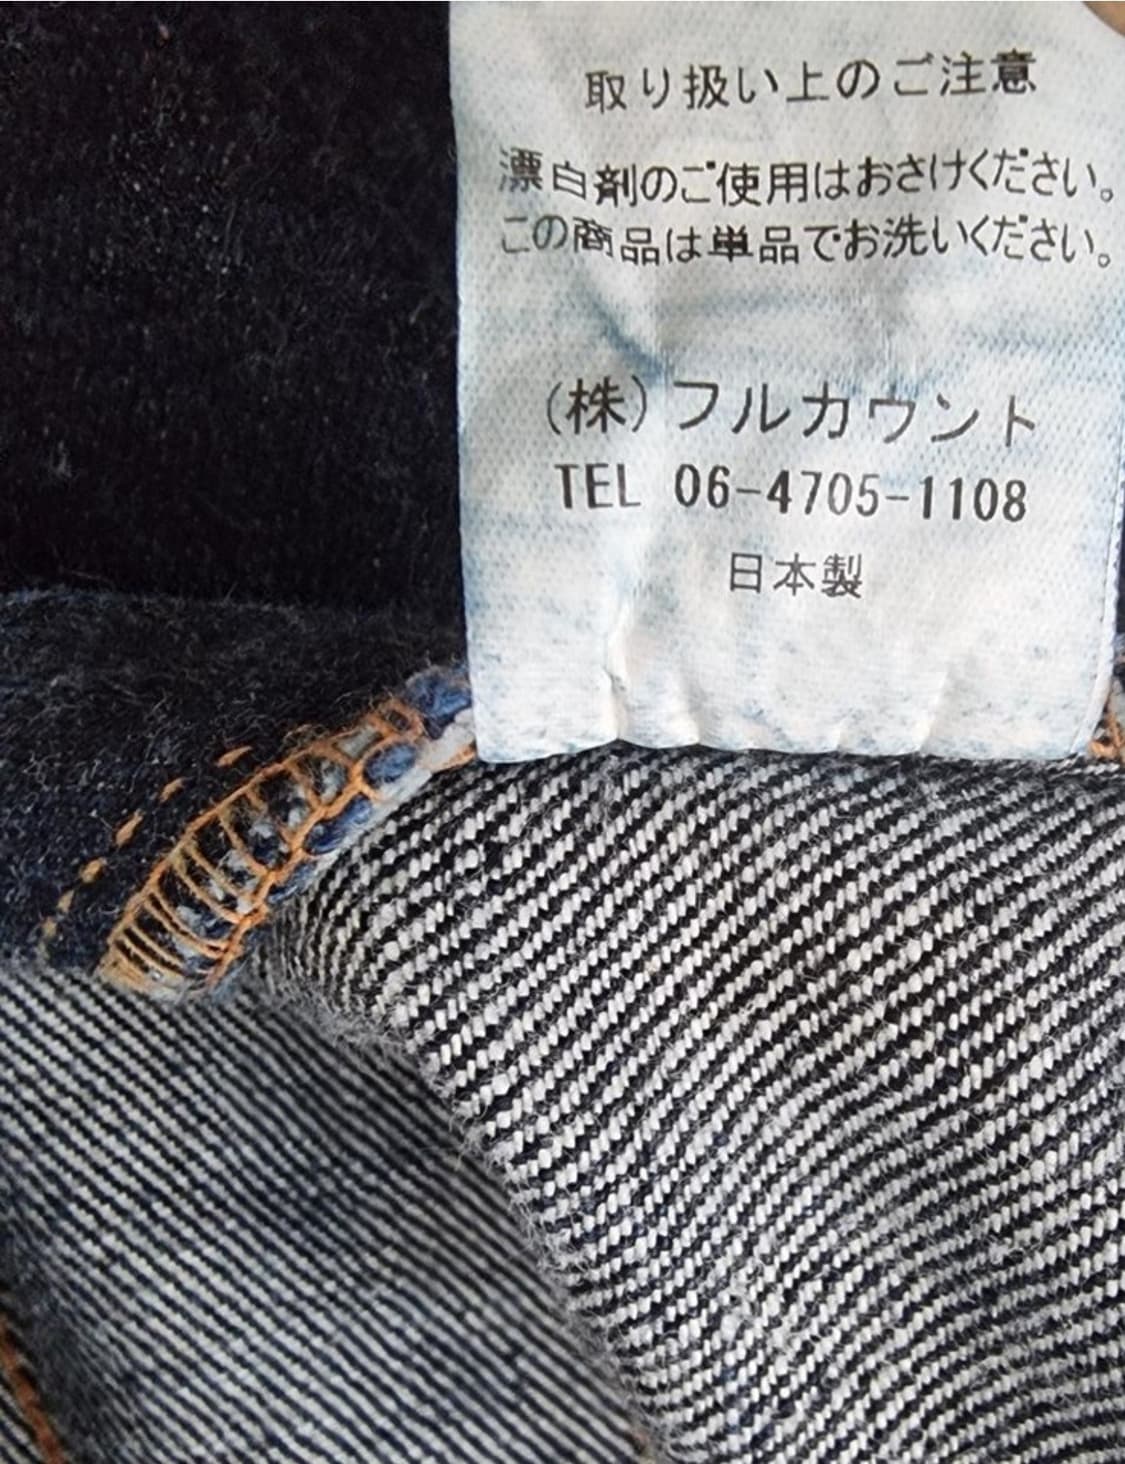 取り扱い上のご注意
漂白剤のご使用はおさけください。
この商品は単品でお洗いください。
(株)フルカウント
TEL 06-4705-1108
日本製